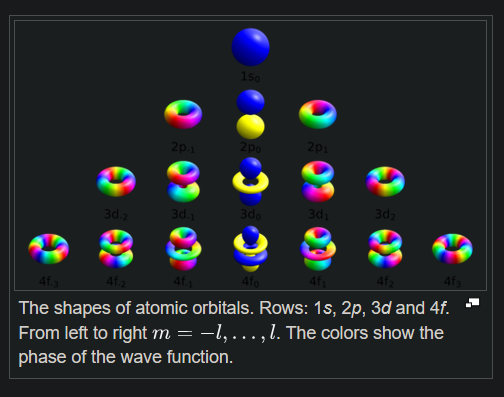 1s₀
2p₋₁ 2p₀ 2p₁
3d₋₂ 3d₋₁ 3d₀ 3d₁ 3d₂
4f₋₃ 4f₋₂ 4f₋₁ 4f₀ 4f₁ 4f₂ 4f₃
The shapes of atomic orbitals. Rows: 1s, 2p, 3d and 4f.
From left to right m = −l, . . . , l. The colors show the
phase of the wave function.